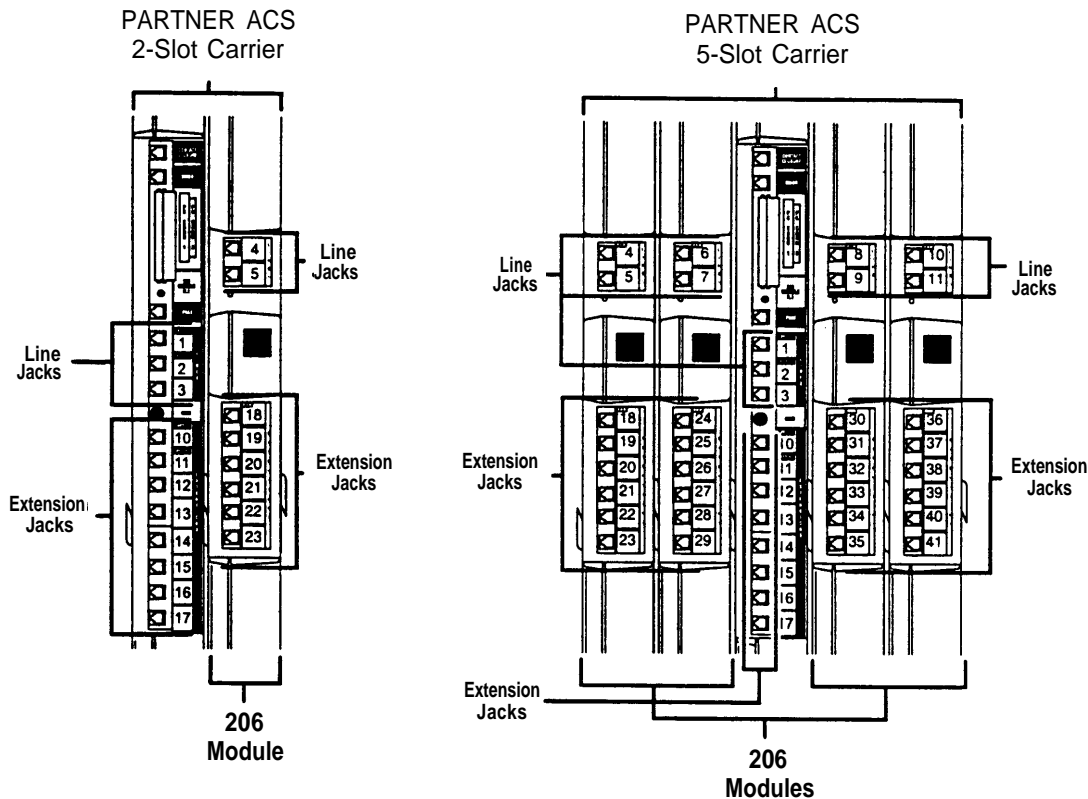 PARTNER ACS
2-Slot Carrier
4
5
Line
Jacks
1
2
3
Line
Jacks
-
10
11
12
13
14
15
16
17
Extension
Jacks
18
19
20
21
22
23
Extension
Jacks
206
Module
PARTNER ACS
5-Slot Carrier
Line
Jacks
4
5
6
7
8
9
10
11
Line
Jacks
1
2
3
-
Extension
Jacks
18
19
20
21
22
23
24
25
26
27
28
29
10
11
12
13
14
15
16
17
30
31
32
33
34
35
36
37
38
39
40
41
Extension
Jacks
Extension
Jacks
206
Modules